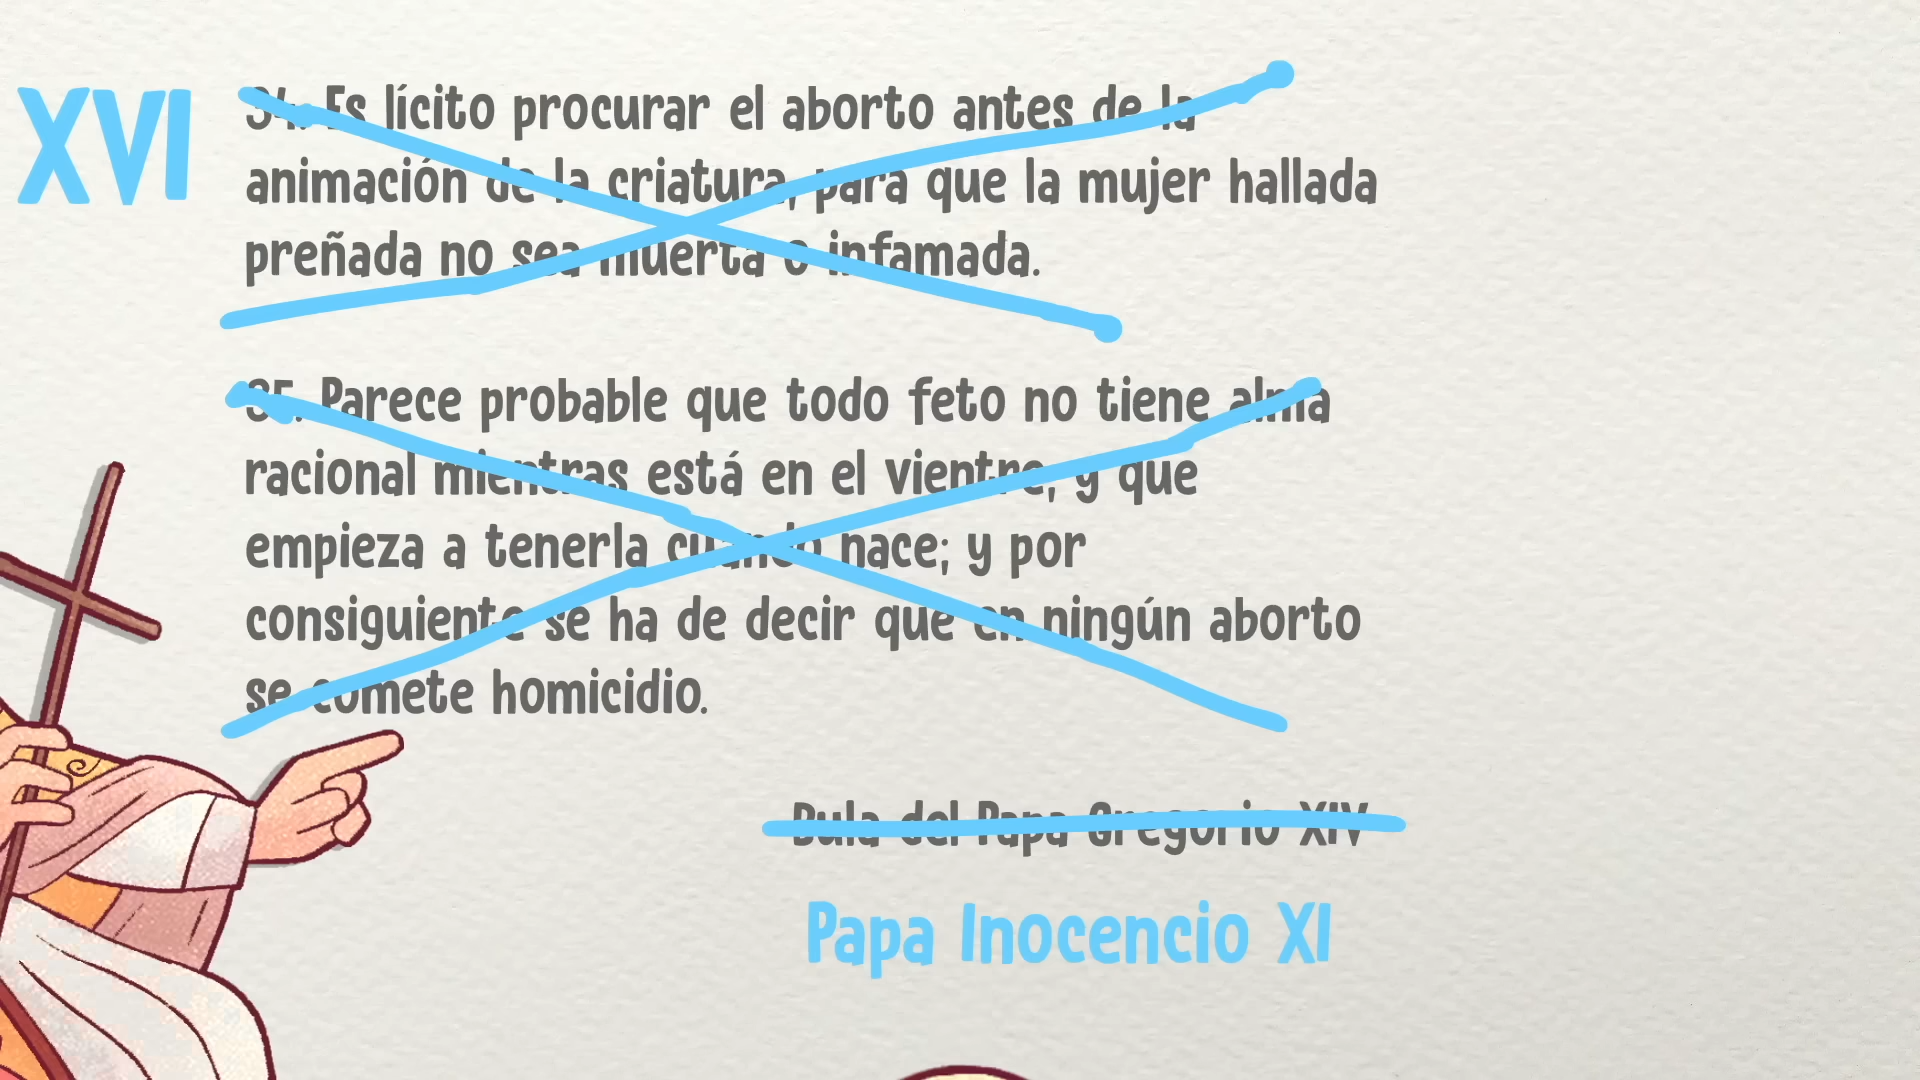 XVI
34. Es lícito procurar el aborto antes de la
animación de la criatura, para que la mujer hallada
preñada no sea muerta o infamada.
35. Parece probable que todo feto no tiene alma
racional mientras está en el vientre, y que
empieza a tenerla cuando nace; y por
consiguiente se ha de decir que en ningún aborto
se comete homicidio.
Bula del Papa Gregorio XIV
Papa Inocencio XI